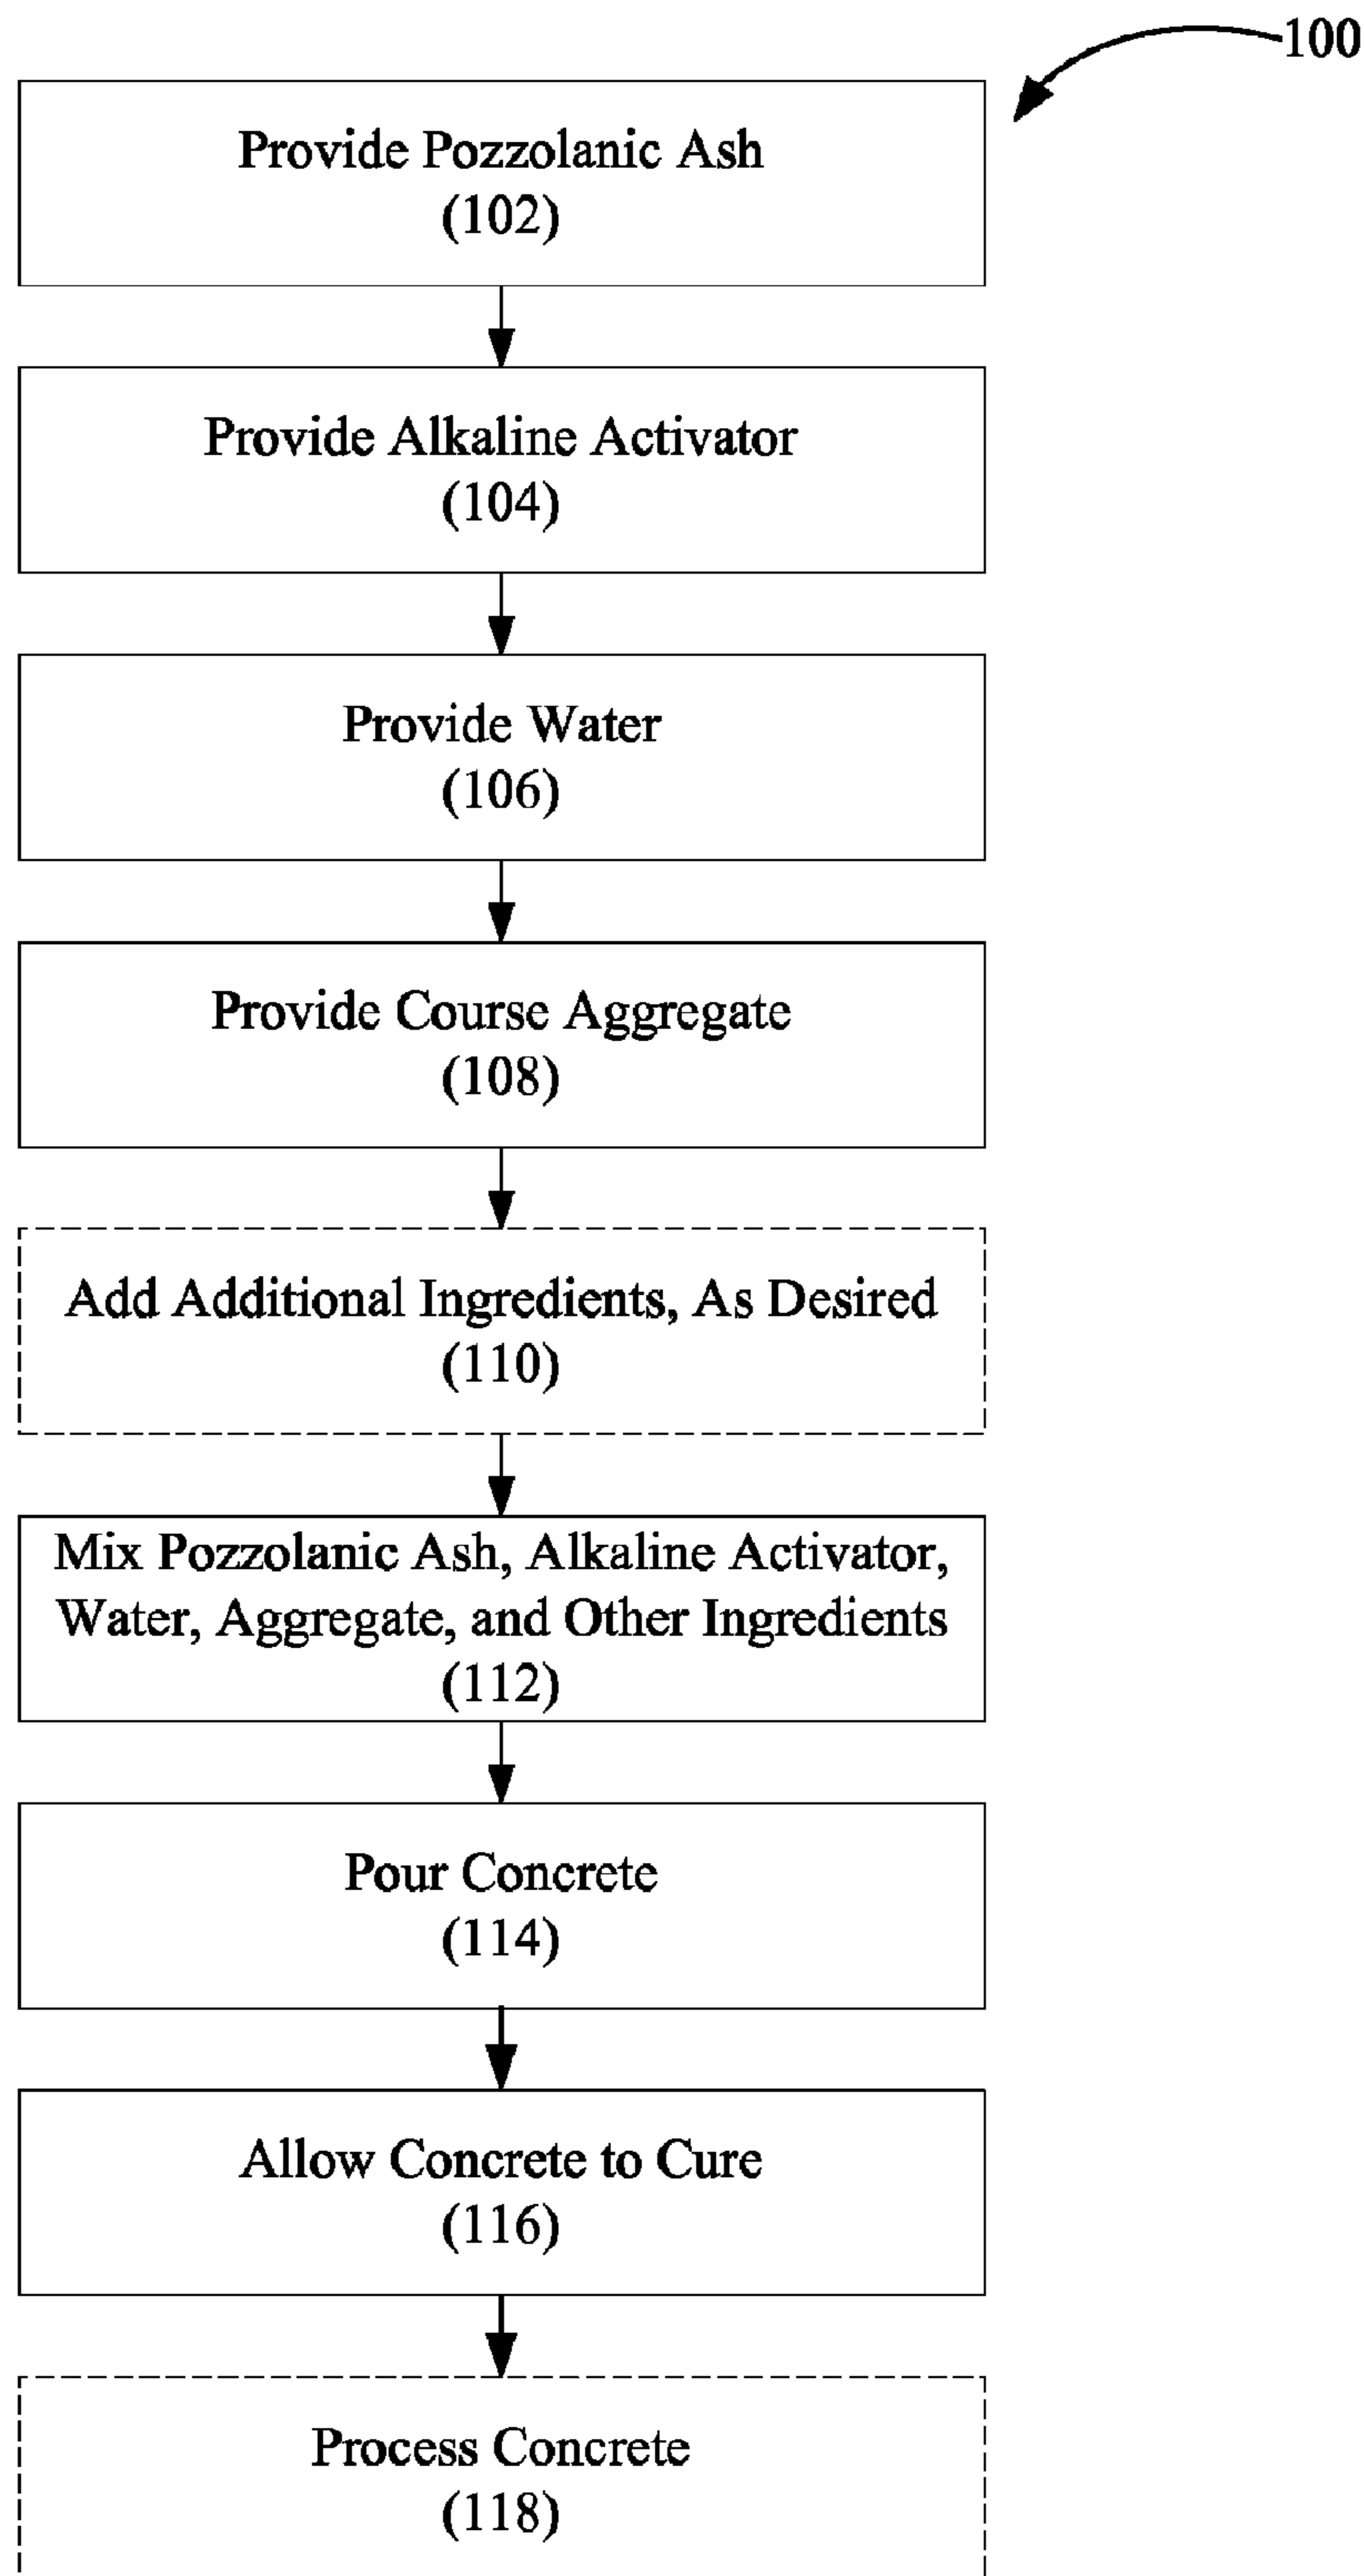 100
Provide Pozzolanic Ash
(102)
Provide Alkaline Activator
(104)
Provide Water
(106)
Provide Course Aggregate
(108)
Add Additional Ingredients, As Desired
(110)
Mix Pozzolanic Ash, Alkaline Activator,
Water, Aggregate, and Other Ingredients
(112)
Pour Concrete
(114)
Allow Concrete to Cure
(116)
Process Concrete
(118)